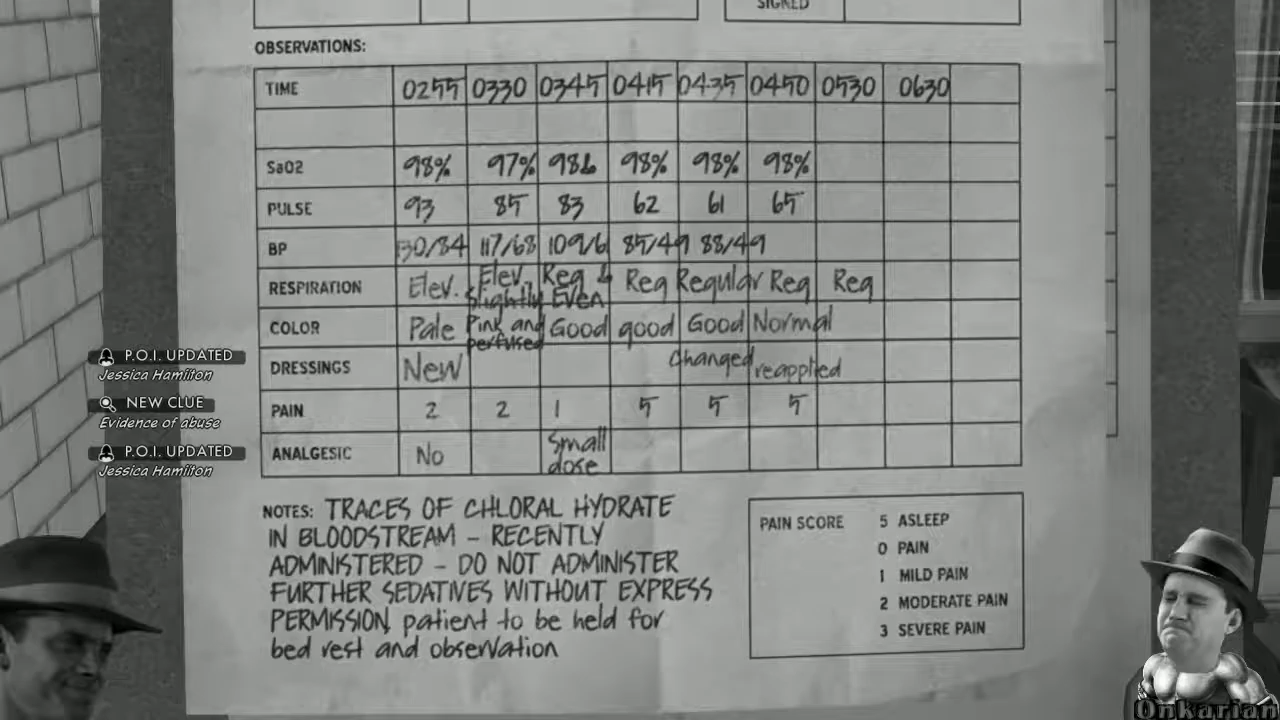 SIGNED
OBSERVATIONS:
TIME 0255 0330 0345 0415 0435 0450 0530 0630
SaO2 98% 97% 98% 98% 98% 98%
PULSE 93 85 83 62 61 65
BP 130/84 117/68 109/6 85/49 88/49
RESPIRATION Elev. Elev. Slightly Reg & Even Reg Regular Reg Reg
COLOR Pale Pink and perfused Good good Good Normal
DRESSINGS New Changed reapplied
PAIN 2 2 1 5 5 5
ANALGESIC No Small dose
NOTES: TRACES OF CHLORAL HYDRATE
IN BLOODSTREAM - RECENTLY
ADMINISTERED - DO NOT ADMINISTER
FURTHER SEDATIVES WITHOUT EXPRESS
PERMISSION, patient to be held for
bed rest and observation
PAIN SCORE 5 ASLEEP
0 PAIN
1 MILD PAIN
2 MODERATE PAIN
3 SEVERE PAIN
P.O.I. UPDATED
Jessica Hamilton
NEW CLUE
Evidence of abuse
P.O.I. UPDATED
Jessica Hamilton
Onkarian